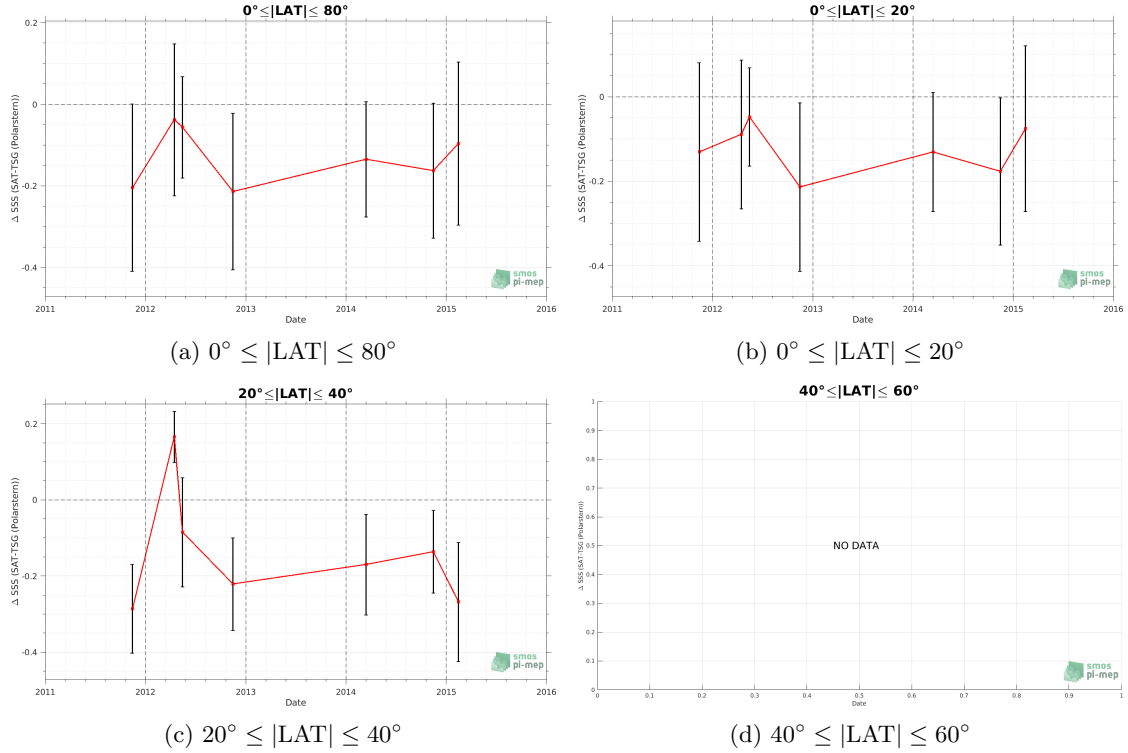 0°≤|LAT|≤ 80°
0.2
0
-0.2
-0.4
Δ SSS (SAT-TSG (Polarstern))
2011 2012 2013 2014 2015 2016
Date
smos
pi-mep
(a) 0° ≤ |LAT| ≤ 80°
0°≤|LAT|≤ 20°
0
-0.2
-0.4
Δ SSS (SAT-TSG (Polarstern))
2011 2012 2013 2014 2015 2016
Date
smos
pi-mep
(b) 0° ≤ |LAT| ≤ 20°
20°≤|LAT|≤ 40°
0.2
0
-0.2
-0.4
Δ SSS (SAT-TSG (Polarstern))
2011 2012 2013 2014 2015 2016
Date
smos
pi-mep
(c) 20° ≤ |LAT| ≤ 40°
40°≤|LAT|≤ 60°
1
0.9
0.8
0.7
0.6
0.5
0.4
0.3
0.2
0.1
0
Δ SSS (SAT-TSG (Polarstern))
NO DATA
0 0.1 0.2 0.3 0.4 0.5 0.6 0.7 0.8 0.9 1
Date
smos
pi-mep
(d) 40° ≤ |LAT| ≤ 60°